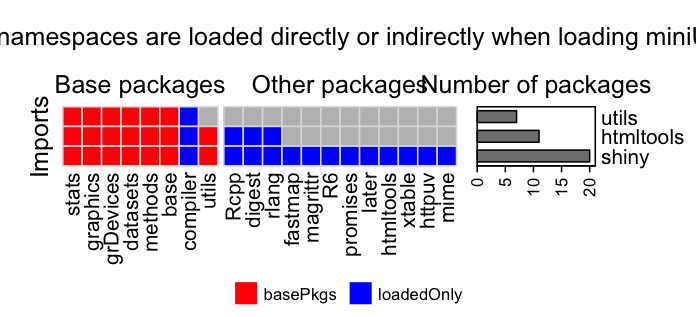 namespaces are loaded directly or indirectly when loading mini
Base packages
Other packages
Number of packages
Imports
utils
htmltools
shiny
0
5
10
15
20
stats
graphics
grDevices
datasets
methods
base
compiler
utils
Rcpp
digest
rlang
fastmap
magrittr
R6
promises
later
htmltools
xtable
httpuv
mime
basePkgs
loadedOnly